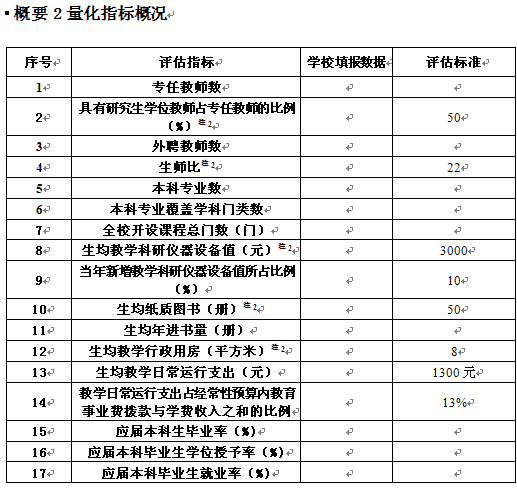 ▪ 概要 2 量化指标概况
序号 评估指标 学校填报数据 评估标准
1 专任教师数
2 具有研究生学位教师占专任教师的比例
（%）注2 50
3 外聘教师数
4 生师比注2 22
5 本科专业数
6 本科专业覆盖学科门类数
7 全校开设课程总门数（门）
8 生均教学科研仪器设备值（元）注2 3000
9 当年新增教学科研仪器设备值所占比例
（%） 10
10 生均纸质图书（册）注2 50
11 生均年进书量（册）
12 生均教学行政用房（平方米）注2 8
13 生均教学日常运行支出（元） 1300 元
14 教学日常运行支出占经常性预算内教育
事业费拨款与学费收入之和的比例 13%
15 应届本科生毕业率（%)
16 应届本科毕业生学位授予率（%)
17 应届本科毕业生就业率（%)